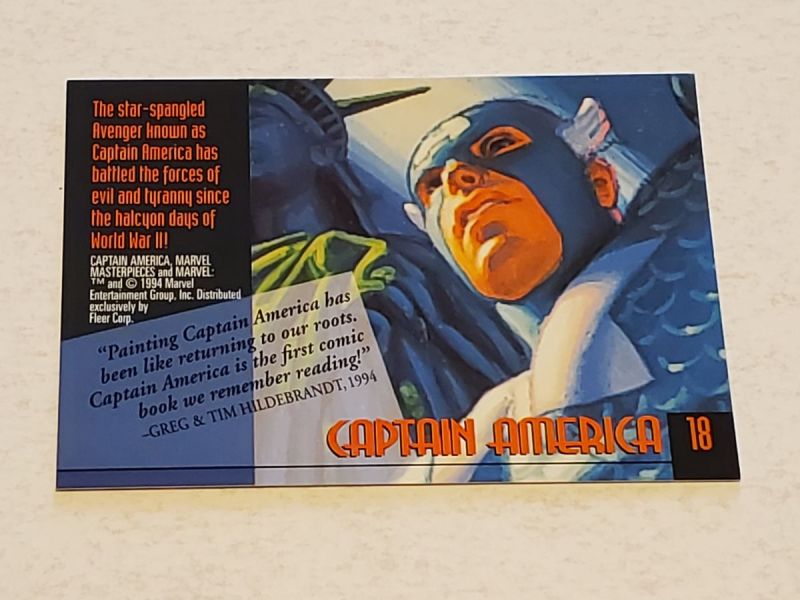 The star-spangled
Avenger known as
Captain America has
battled the forces of
evil and tyranny since
the halcyon days of
World War II!
CAPTAIN AMERICA, MARVEL
MASTERPIECES and MARVEL:
™ and © 1994 Marvel
Entertainment Group, Inc. Distributed
exclusively by
Fleer Corp.
"Painting Captain America has
been like returning to our roots.
Captain America is the first comic
book we remember reading!"
–GREG & TIM HILDEBRANDT, 1994
CAPTAIN AMERICA
18